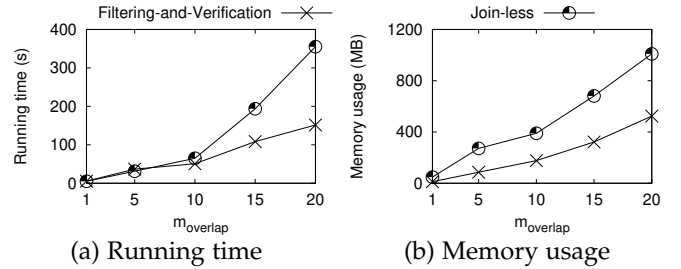 Filtering-and-Verification Join-less
400
300
200
100
0
Running time (s)
1 5 10 15 20
m_overlap
(a) Running time
1200
800
400
0
Memory usage (MB)
1 5 10 15 20
m_overlap
(b) Memory usage